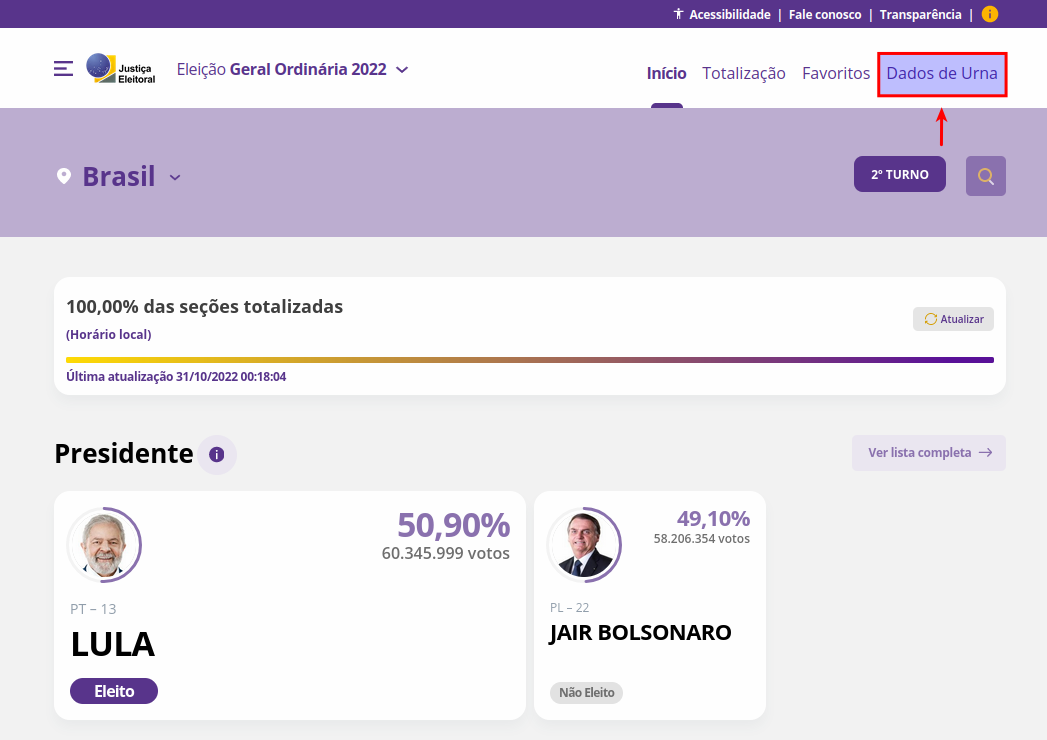 Acessibilidade | Fale conosco | Transparência |
Justiça
Eleitoral
Eleição Geral Ordinária 2022
Início Totalização Favoritos Dados de Urna
Brasil
2º TURNO
100,00% das seções totalizadas
(Horário local)
Atualizar
Última atualização 31/10/2022 00:18:04
Presidente
Ver lista completa
50,90%
60.345.999 votos
PT – 13
LULA
Eleito
49,10%
58.206.354 votos
PL – 22
JAIR BOLSONARO
Não Eleito